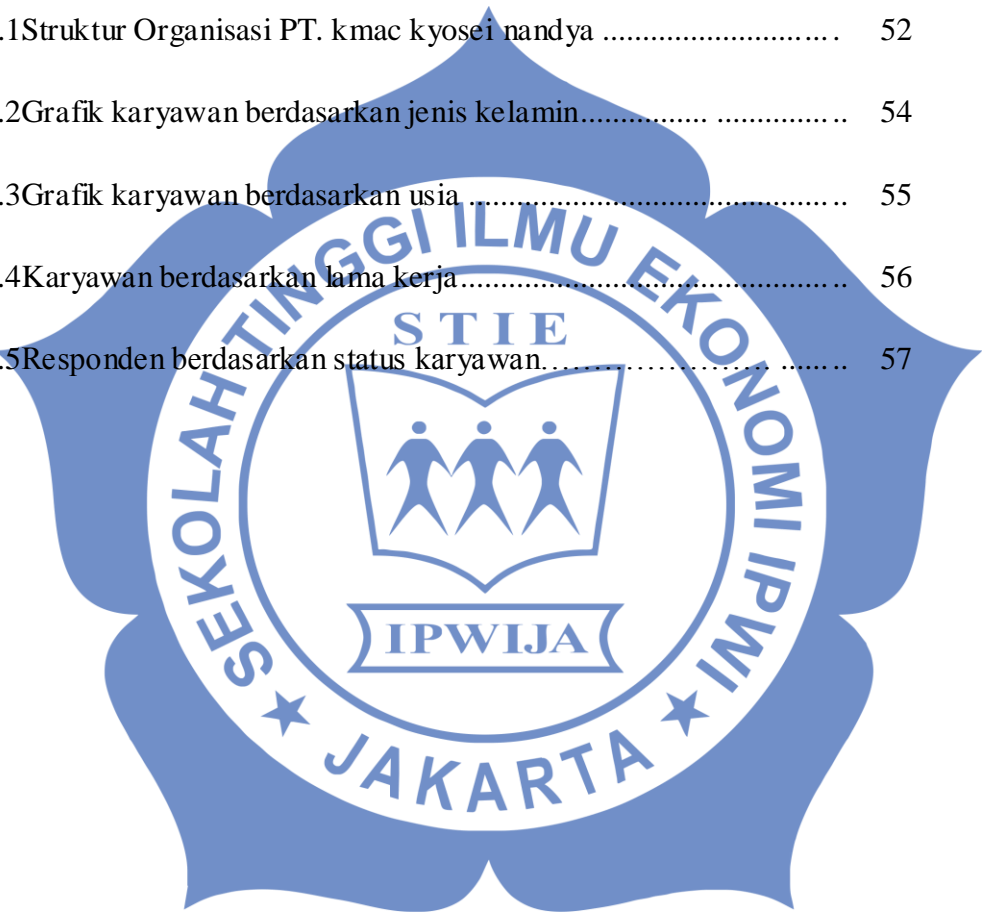 .1Struktur Organisasi PT. kmac kyosei nandya ............................ 52
.2Grafik karyawan berdasarkan jenis kelamin............... ................ 54
.3Grafik karyawan berdasarkan usia ............................................. 55
.4Karyawan berdasarkan lama kerja.............................................. 56
.5Responden berdasarkan status karyawan…………………… ........ 57
SEKOLAH TINGGI ILMU EKONOMI IPWI
STIE
IPWIJA
JAKARTA